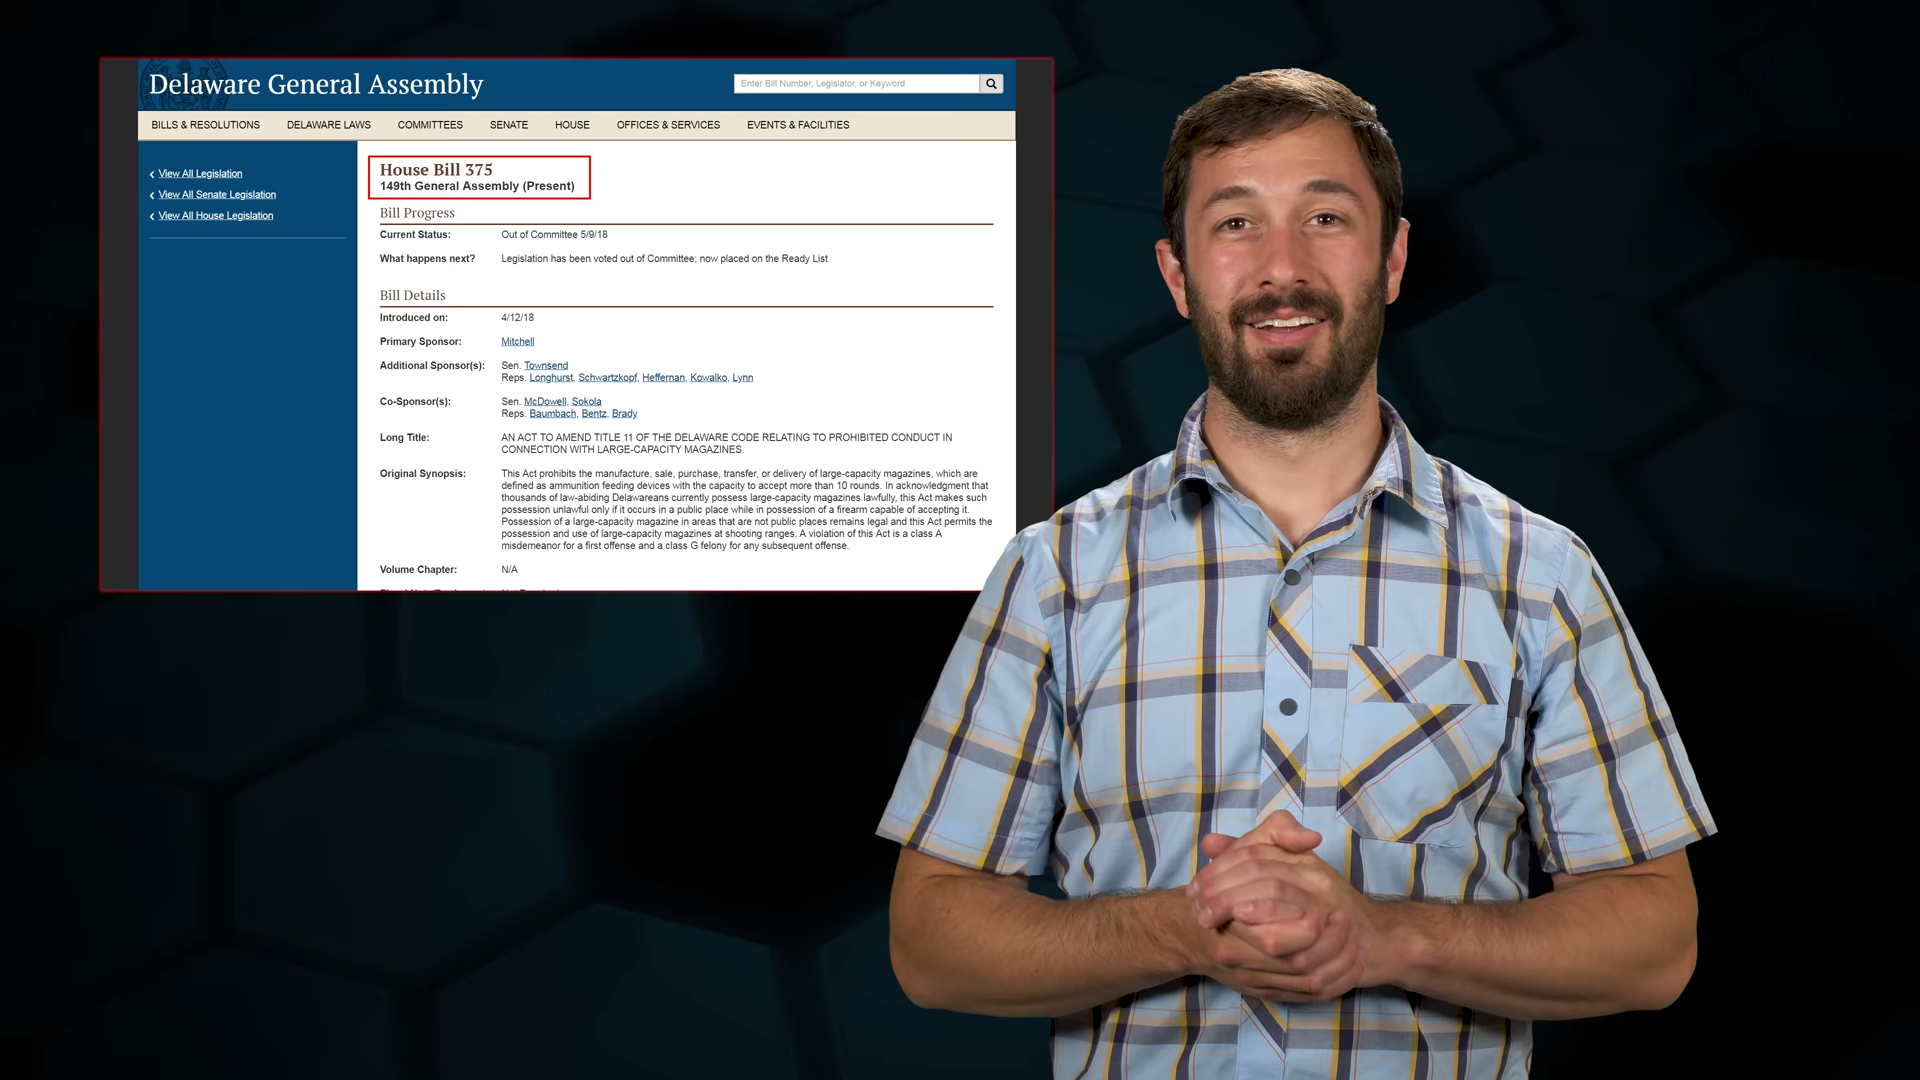 Delaware General Assembly
Enter Bill Number, Legislator, or Keyword
BILLS & RESOLUTIONS DELAWARE LAWS COMMITTEES SENATE HOUSE OFFICES & SERVICES EVENTS & FACILITIES
View All Legislation
View All Senate Legislation
View All House Legislation
House Bill 375
149th General Assembly (Present)
Bill Progress
Current Status: Out of Committee 5/9/18
What happens next? Legislation has been voted out of Committee; now placed on the Ready List
Bill Details
Introduced on: 4/12/18
Primary Sponsor: Mitchell
Additional Sponsor(s): Sen. Townsend
Reps. Longhurst, Schwartzkopf, Heffernan, Kowalko, Lynn
Co-Sponsor(s): Sen. McDowell, Sokola
Reps. Baumbach, Bentz, Brady
Long Title: AN ACT TO AMEND TITLE 11 OF THE DELAWARE CODE RELATING TO PROHIBITED CONDUCT IN
CONNECTION WITH LARGE-CAPACITY MAGAZINES.
Original Synopsis: This Act prohibits the manufacture, sale, purchase, transfer, or delivery of large-capacity magazines, which are
defined as ammunition feeding devices with the capacity to accept more than 10 rounds. In acknowledgment that
thousands of law-abiding Delawareans currently possess large-capacity magazines lawfully, this Act makes such
possession unlawful only if it occurs in a public place while in possession of a firearm capable of accepting it.
Possession of a large-capacity magazine in areas that are not public places remains legal and this Act permits the
possession and use of large-capacity magazines at shooting ranges. A violation of this Act is a class A
misdemeanor for a first offense and a class G felony for any subsequent offense.
Volume Chapter: N/A